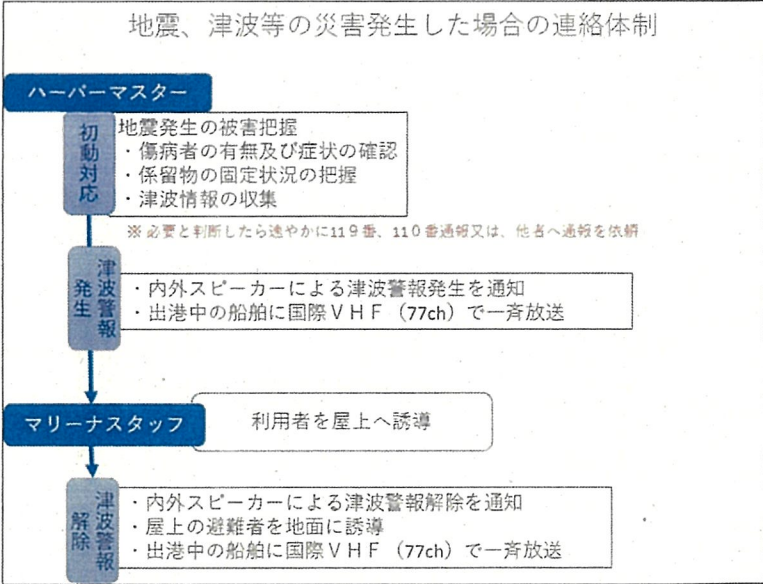 地震、津波等の災害発生した場合の連絡体制
ハーバーマスター
初動対応
地震発生の被害把握
・傷病者の有無及び症状の確認
・係留物の固定状況の把握
・津波情報の収集
※必要と判断したら速やかに119番、110番通報又は、他者へ通報を依頼
津波警報
発生
・内外スピーカーによる津波警報発生を通知
・出港中の船舶に国際VHF（77ch）で一斉放送
マリーナスタッフ
利用者を屋上へ誘導
津波警報
解除
・内外スピーカーによる津波警報解除を通知
・屋上の避難者を地面に誘導
・出港中の船舶に国際VHF（77ch）で一斉放送